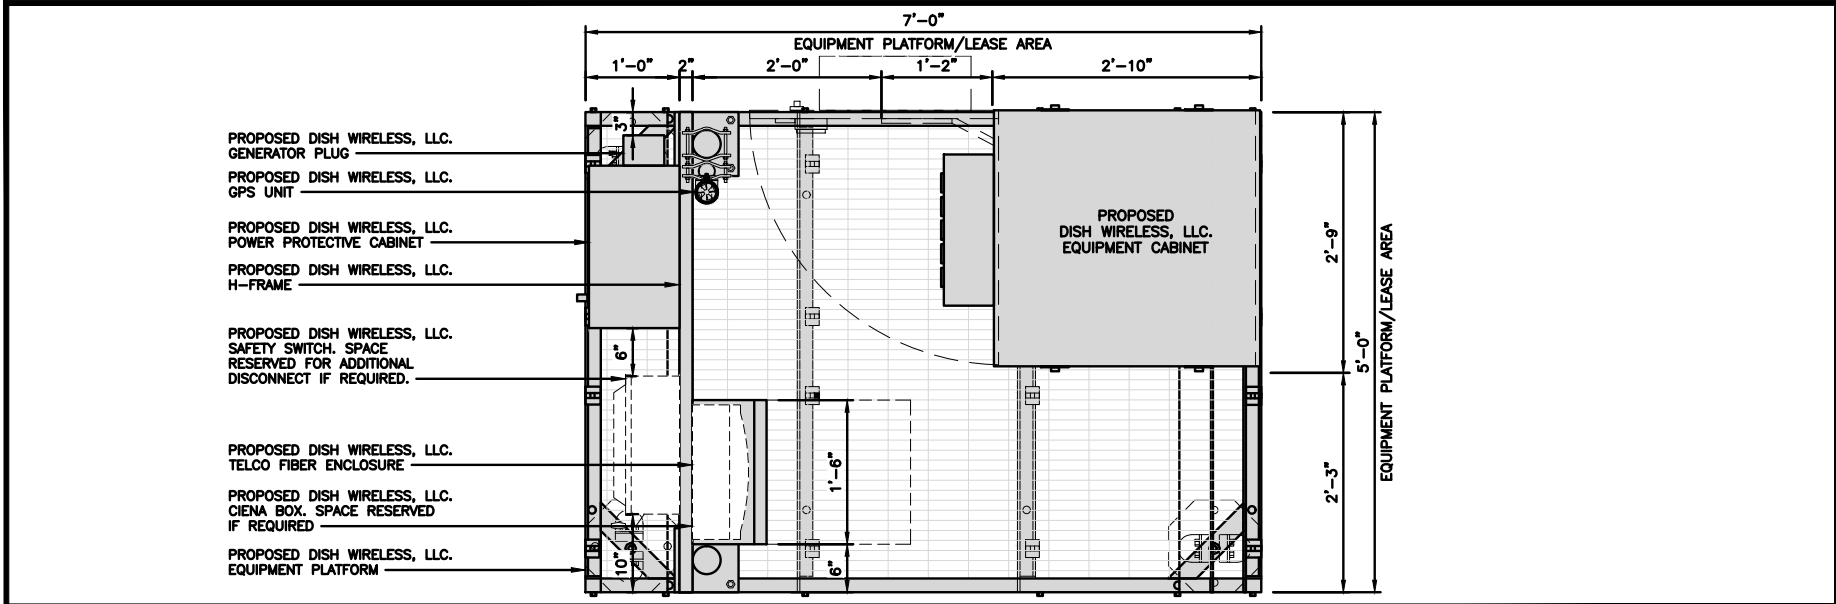 7'-0"
EQUIPMENT PLATFORM/LEASE AREA
1'-0"
2"
2'-0"
1'-2"
2'-10"
3"
PROPOSED DISH WIRELESS, LLC.
GENERATOR PLUG
PROPOSED DISH WIRELESS, LLC.
GPS UNIT
PROPOSED DISH WIRELESS, LLC.
POWER PROTECTIVE CABINET
PROPOSED DISH WIRELESS, LLC.
H-FRAME
PROPOSED DISH WIRELESS, LLC.
SAFETY SWITCH. SPACE
RESERVED FOR ADDITIONAL
DISCONNECT IF REQUIRED.
PROPOSED DISH WIRELESS, LLC.
TELCO FIBER ENCLOSURE
PROPOSED DISH WIRELESS, LLC.
CIENA BOX. SPACE RESERVED
IF REQUIRED
PROPOSED DISH WIRELESS, LLC.
EQUIPMENT PLATFORM
6"
10"
1'-6"
6"
PROPOSED
DISH WIRELESS, LLC.
EQUIPMENT CABINET
2'-9"
2'-3"
5'-0"
EQUIPMENT PLATFORM/LEASE AREA